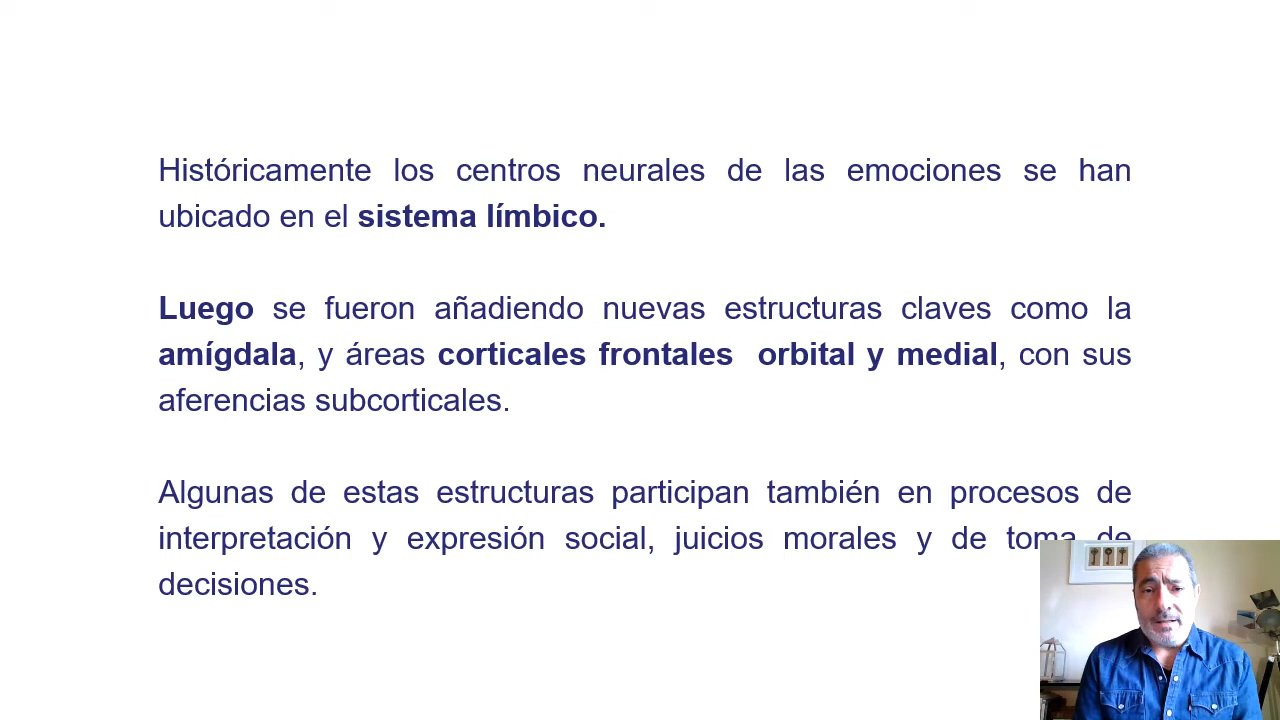 Históricamente los centros neurales de las emociones se han
ubicado en el sistema límbico.
Luego se fueron añadiendo nuevas estructuras claves como la
amígdala, y áreas corticales frontales orbital y medial, con sus
aferencias subcorticales.
Algunas de estas estructuras participan también en procesos de
interpretación y expresión social, juicios morales y de toma de
decisiones.